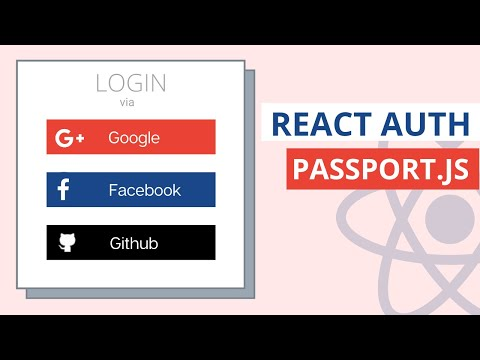 LOGIN
via
G+ Google
f Facebook
Github
REACT AUTH
PASSPORT.JS